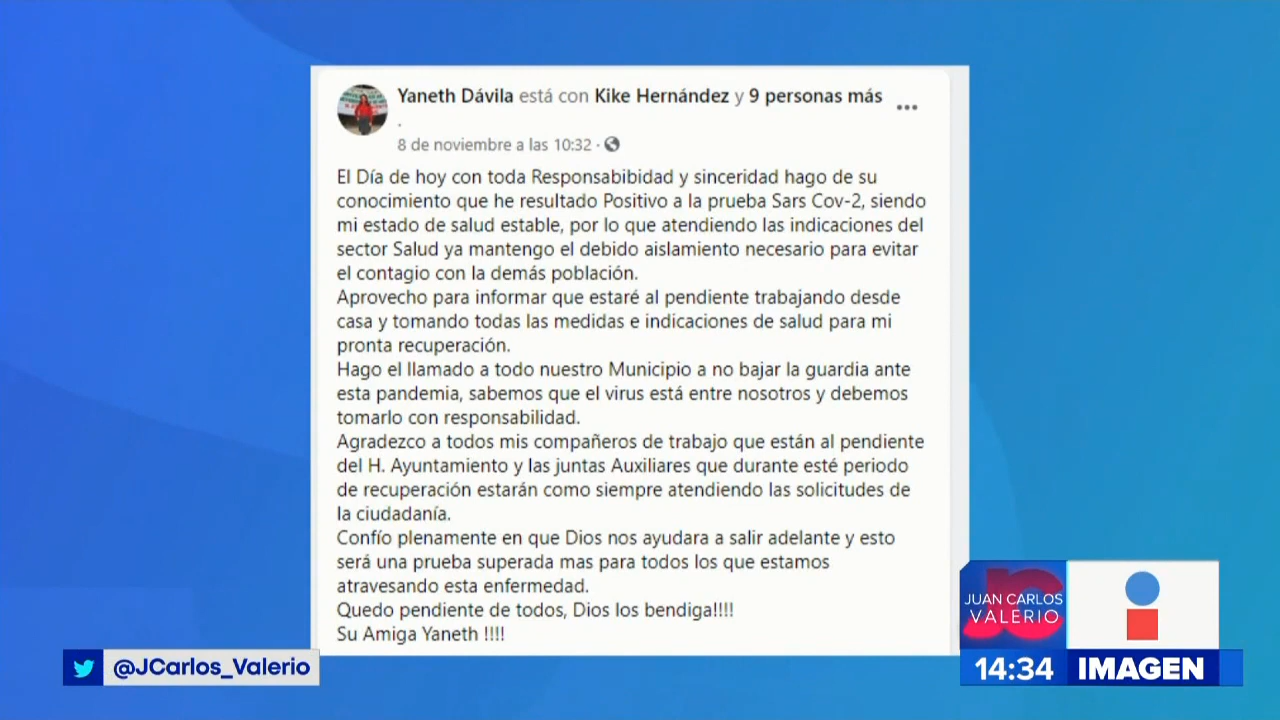 Yaneth Dávila está con Kike Hernández y 9 personas más
.
8 de noviembre a las 10:32 ·
El Día de hoy con toda Responsabibidad y sinceridad hago de su
conocimiento que he resultado Positivo a la prueba Sars Cov-2, siendo
mi estado de salud estable, por lo que atendiendo las indicaciones del
sector Salud ya mantengo el debido aislamiento necesario para evitar
el contagio con la demás población.
Aprovecho para informar que estaré al pendiente trabajando desde
casa y tomando todas las medidas e indicaciones de salud para mi
pronta recuperación.
Hago el llamado a todo nuestro Municipio a no bajar la guardia ante
esta pandemia, sabemos que el virus está entre nosotros y debemos
tomarlo con responsabilidad.
Agradezco a todos mis compañeros de trabajo que están al pendiente
del H. Ayuntamiento y las juntas Auxiliares que durante esté periodo
de recuperación estarán como siempre atendiendo las solicitudes de
la ciudadanía.
Confío plenamente en que Dios nos ayudara a salir adelante y esto
será una prueba superada mas para todos los que estamos
atravesando esta enfermedad.
Quedo pendiente de todos, Dios los bendiga!!!!
Su Amiga Yaneth !!!!
JC
JUAN CARLOS
VALERIO
@JCarlos_Valerio
14:34 IMAGEN